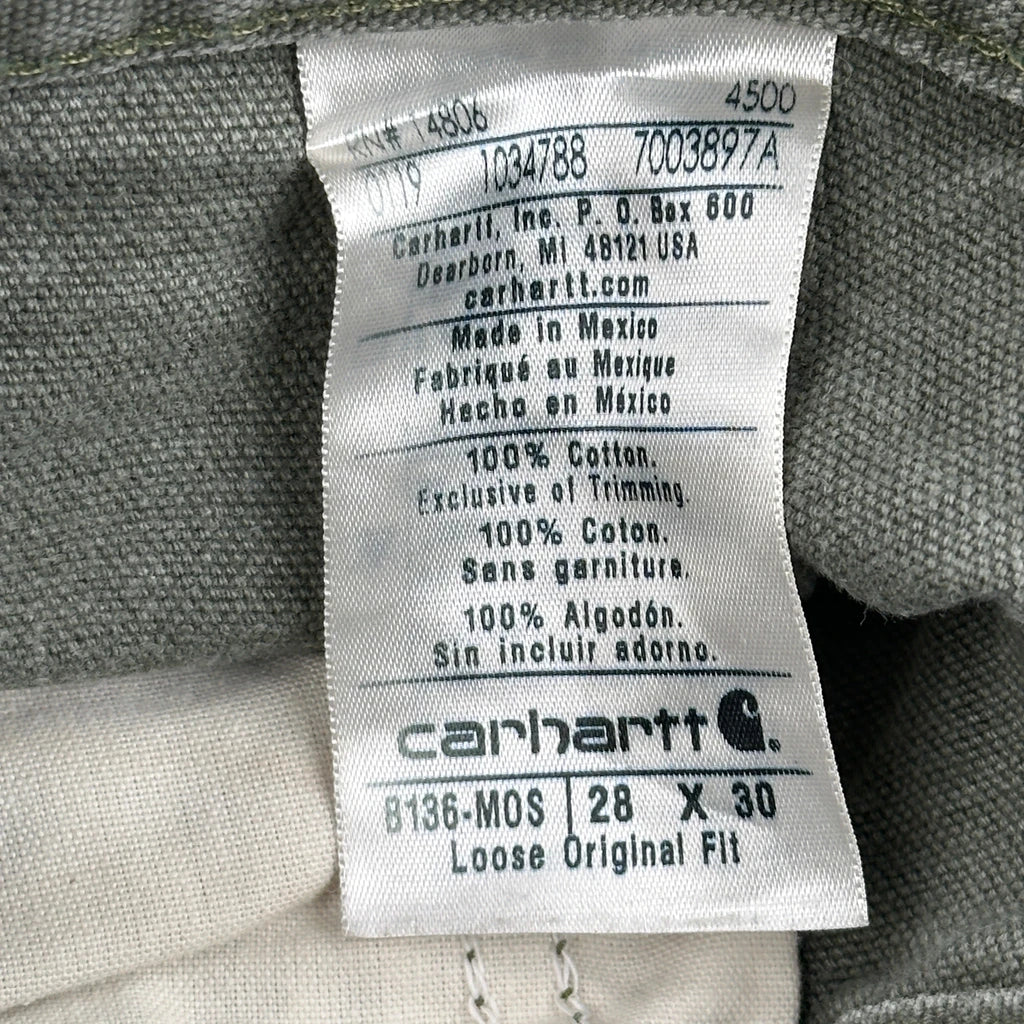 RN# 14806 4500
0119 1034788 7003897A
Carhartt, Inc. P. O. Box 600
Dearborn, MI 48121 USA
carhartt.com
Made in Mexico
Fabriqué au Mexique
Hecho en México
100% Cotton.
Exclusive of Trimming.
100% Coton.
Sans garniture.
100% Algodón.
Sin incluir adorno.
carhartt
8136-MOS 28 X 30
Loose Original Fit